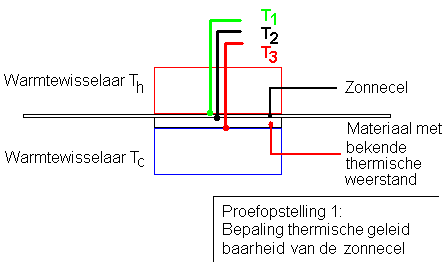 T1
T2
T3
Warmtewisselaar Th
Zonnecel
Materiaal met
bekende
thermische
weerstand
Warmtewisselaar Tc
Proefopstelling 1:
Bepaling thermische geleid
baarheid van de zonnecel